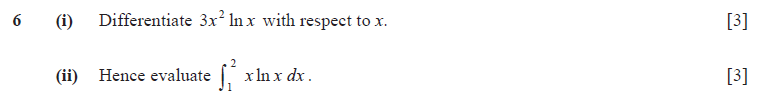 6 (i) Differentiate 3x² ln x with respect to x. [3]
(ii) Hence evaluate ∫₁² x ln x dx. [3]